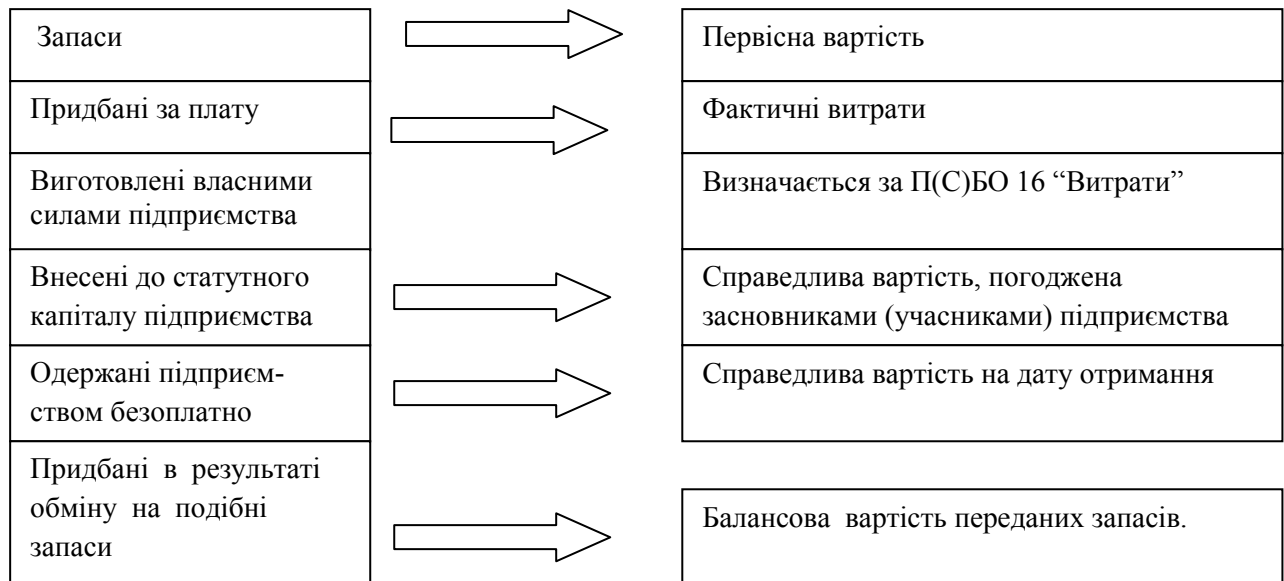 Запаси
Первісна вартість
Придбані за плату
Фактичні витрати
Виготовлені власними
силами підприємства
Визначається за П(С)БО 16 “Витрати”
Внесені до статутного
капіталу підприємства
Справедлива вартість, погоджена
засновниками (учасниками) підприємства
Одержані підприєм-
ством безоплатно
Справедлива вартість на дату отримання
Придбані в результаті
обміну на подібні
запаси
Балансова вартість переданих запасів.